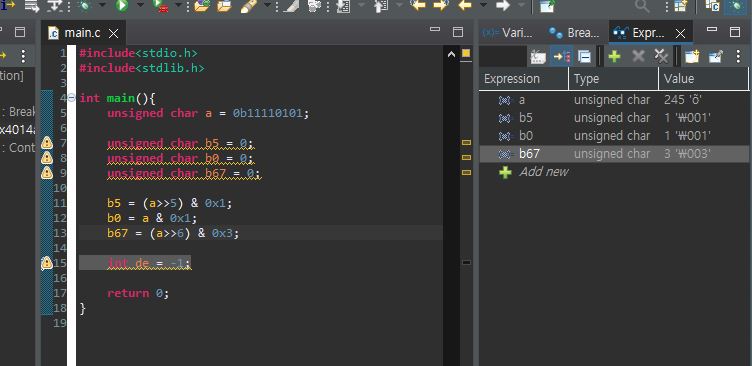 main.c
1 #include<stdio.h>
2 #include<stdlib.h>
3
4 int main(){
5 unsigned char a = 0b11110101;
6
7 unsigned char b5 = 0;
8 unsigned char b0 = 0;
9 unsigned char b67 = 0;
10
11 b5 = (a>>5) & 0x1;
12 b0 = a & 0x1;
13 b67 = (a>>6) & 0x3;
14
15 int de = -1;
16
17 return 0;
18 }
19
ation]
: Break
x4014a
: Cont
(x)= Vari... Brea... Expr...
Expression Type Value
a unsigned char 245 'õ'
b5 unsigned char 1 '₩001'
b0 unsigned char 1 '₩001'
b67 unsigned char 3 '₩003'
Add new